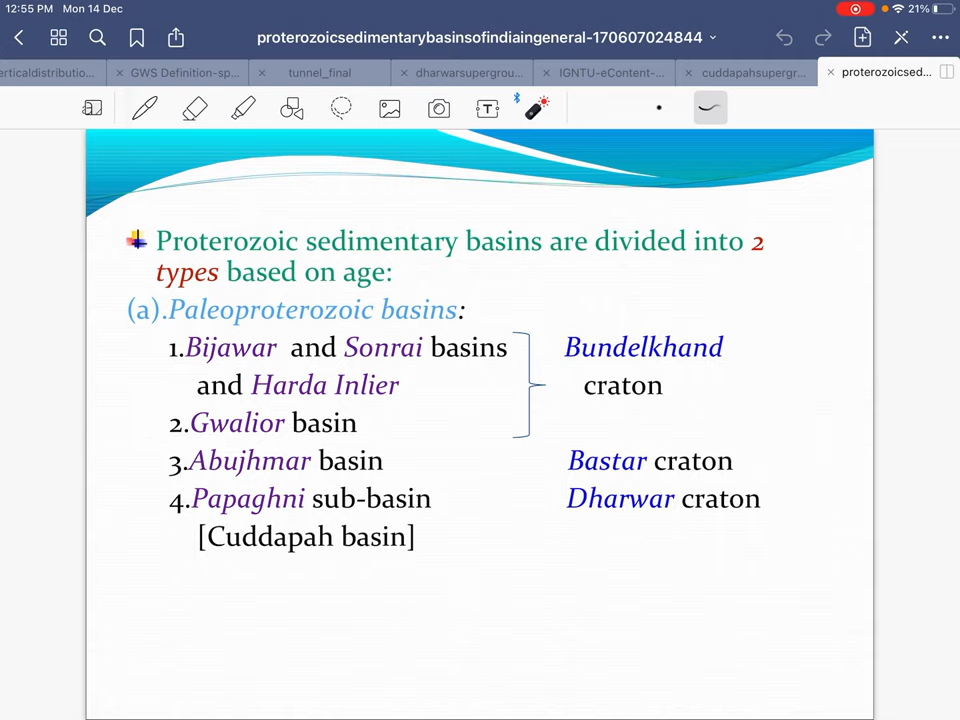 12:55 PM Mon 14 Dec
21%
proterozoicsedimentarybasinsofindiaingeneral-170607024844
erticaldistributio...
GWS Definition-sp...
tunnel_final
dharwarsupergrou...
IGNTU-eContent-...
cuddapahsupergr...
proterozoicsed...
T
Proterozoic sedimentary basins are divided into 2
types based on age:
(a).Paleoproterozoic basins:
1.Bijawar and Sonrai basins Bundelkhand
and Harda Inlier craton
2.Gwalior basin
3.Abujhmar basin Bastar craton
4.Papaghni sub-basin Dharwar craton
[Cuddapah basin]